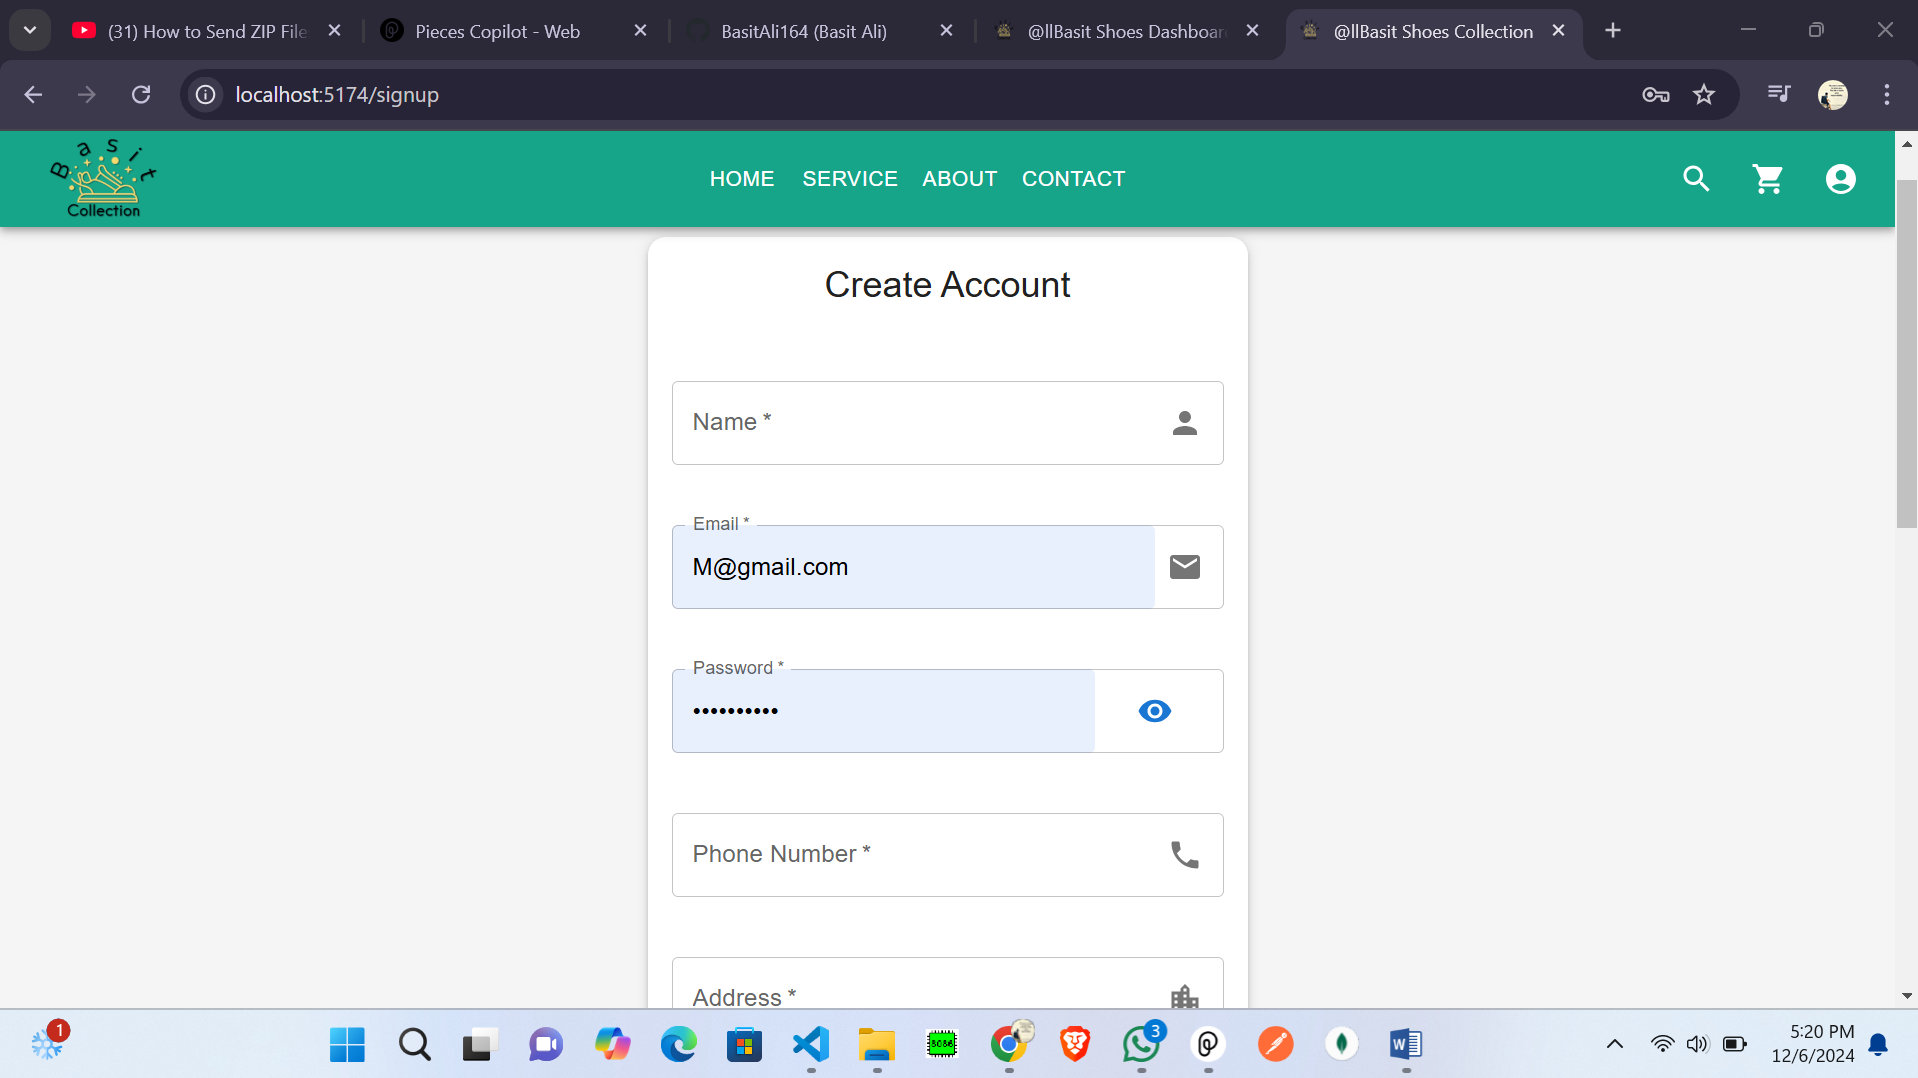 (31) How to Send ZIP File
Pieces Copilot - Web
BasitAli164 (Basit Ali)
@llBasit Shoes Dashboar
@llBasit Shoes Collection
localhost:5174/signup
Basit
Collection
HOME
SERVICE
ABOUT
CONTACT
Create Account
Name *
Email *
M@gmail.com
Password *
••••••••••
Phone Number *
Address *
1
8086
3
5:20 PM
12/6/2024